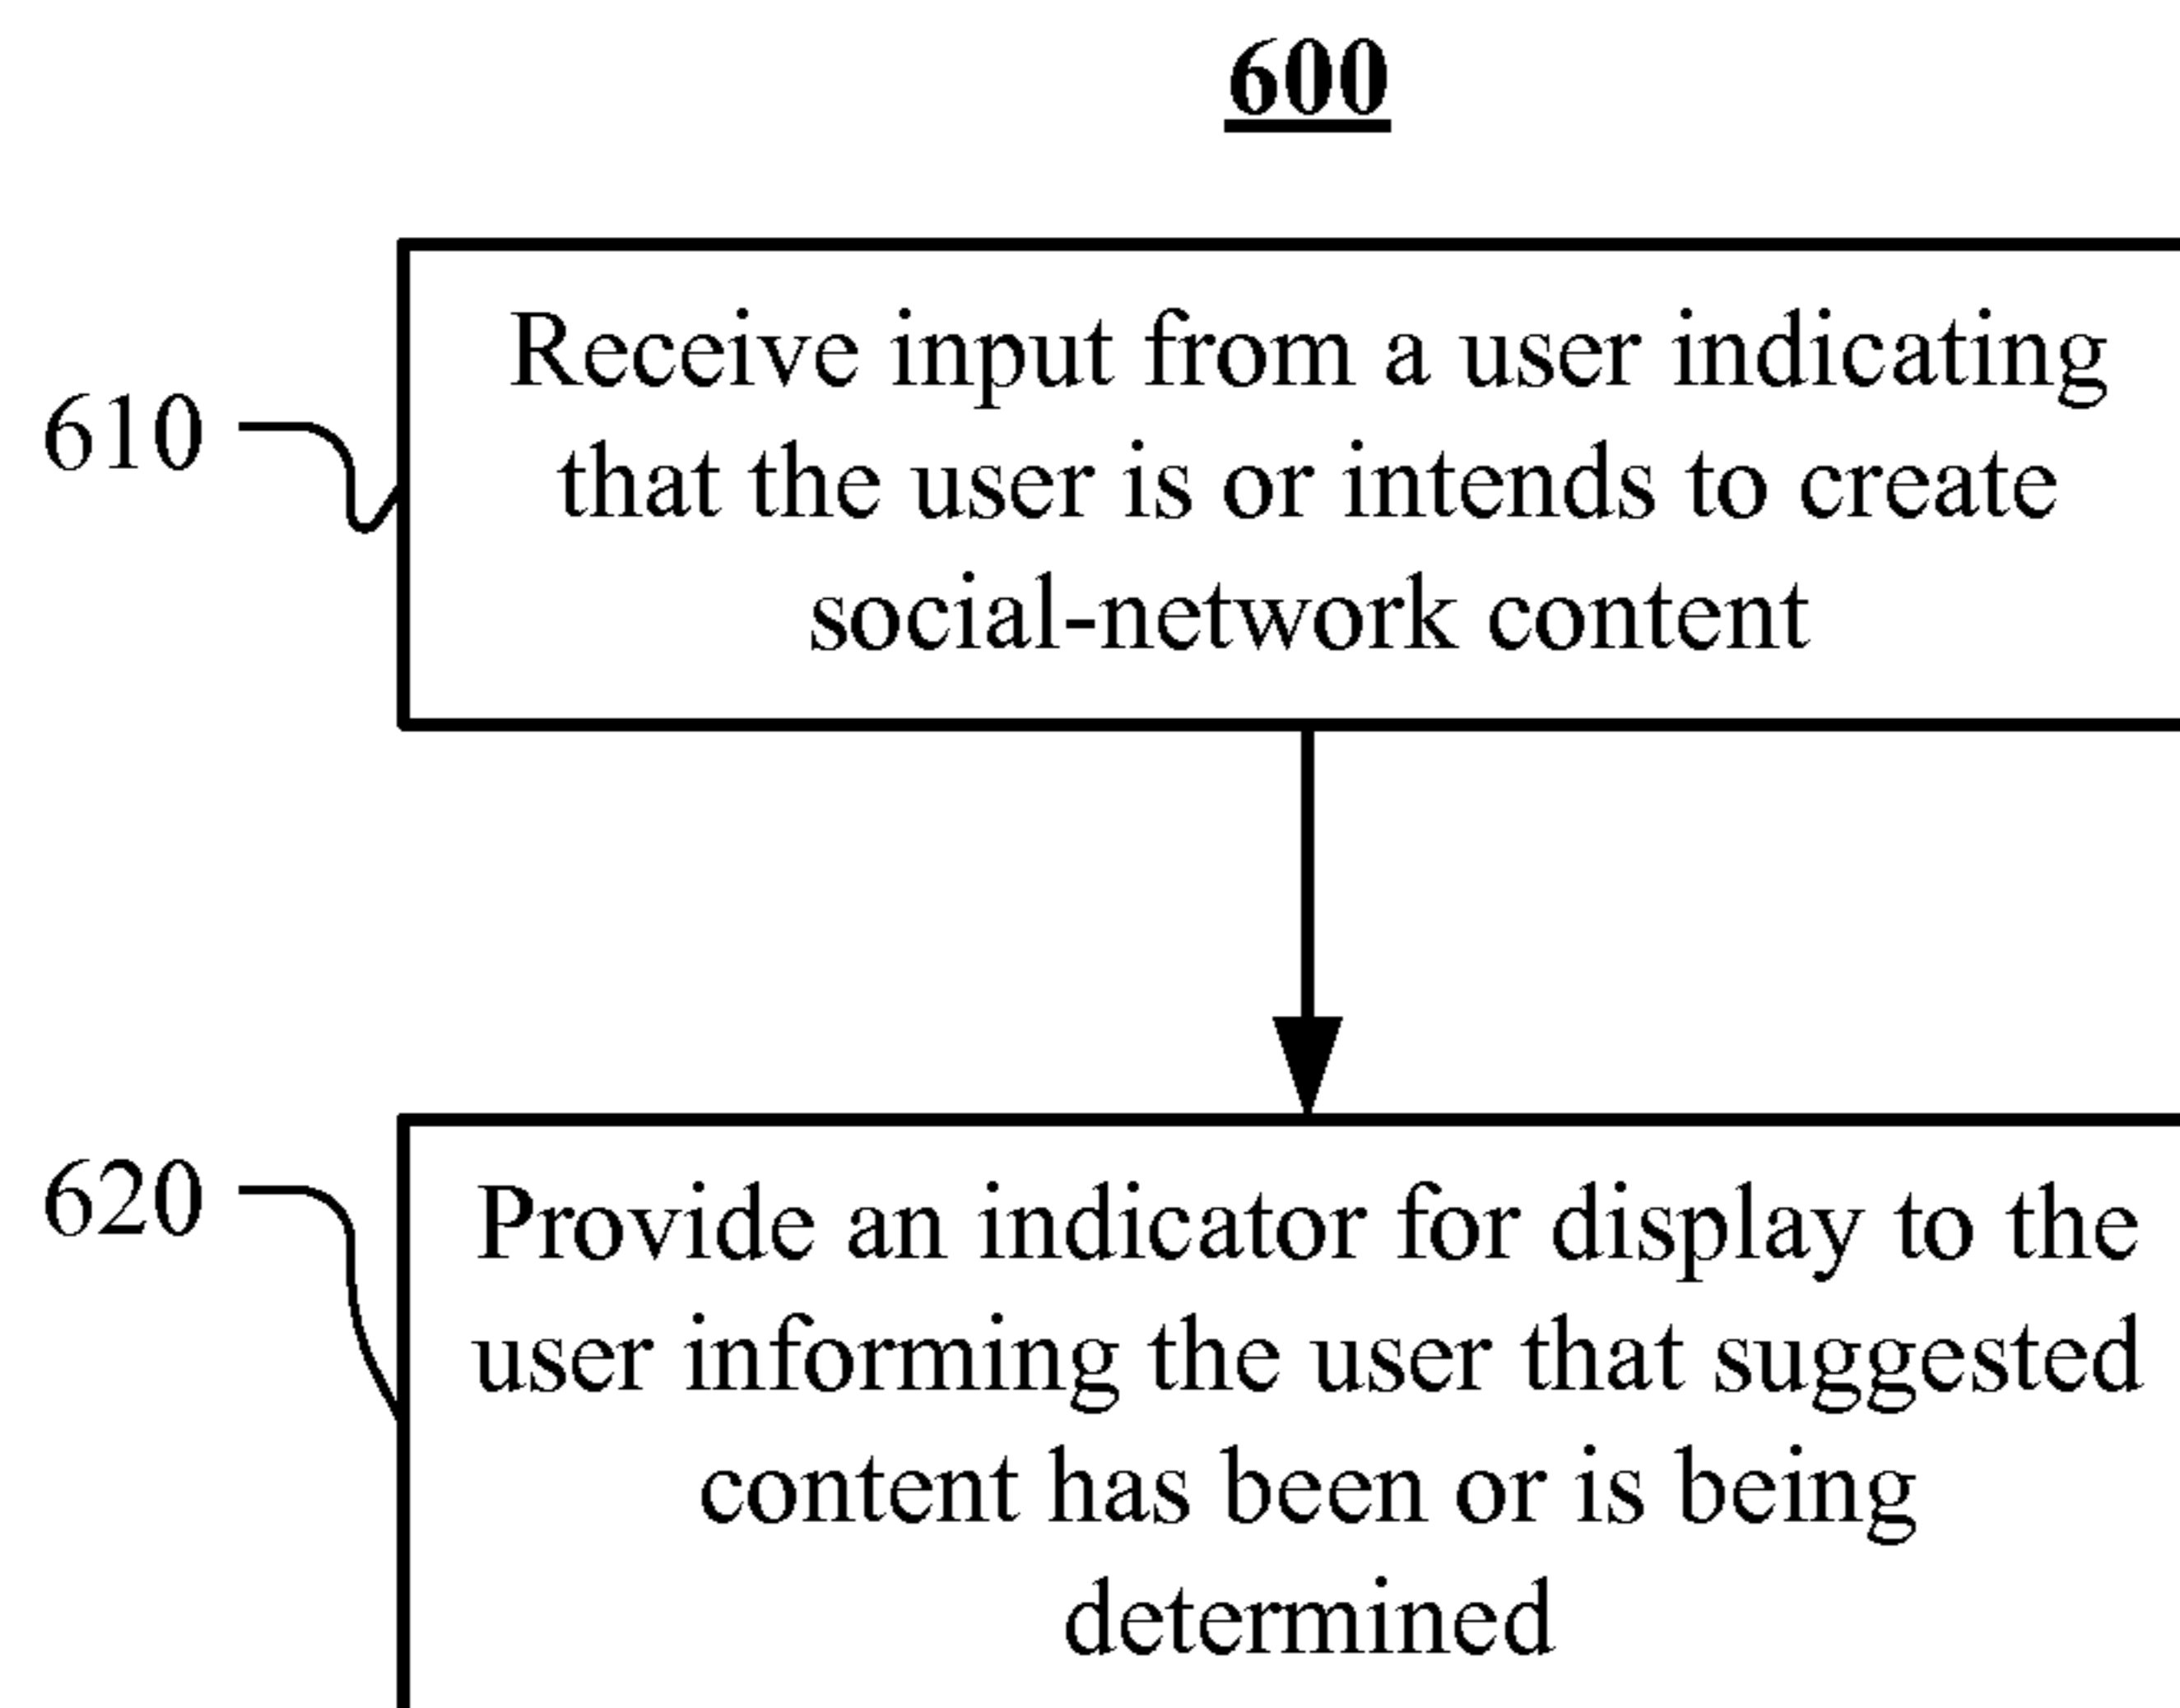 600
610
Receive input from a user indicating
that the user is or intends to create
social-network content
620
Provide an indicator for display to the
user informing the user that suggested
content has been or is being
determined